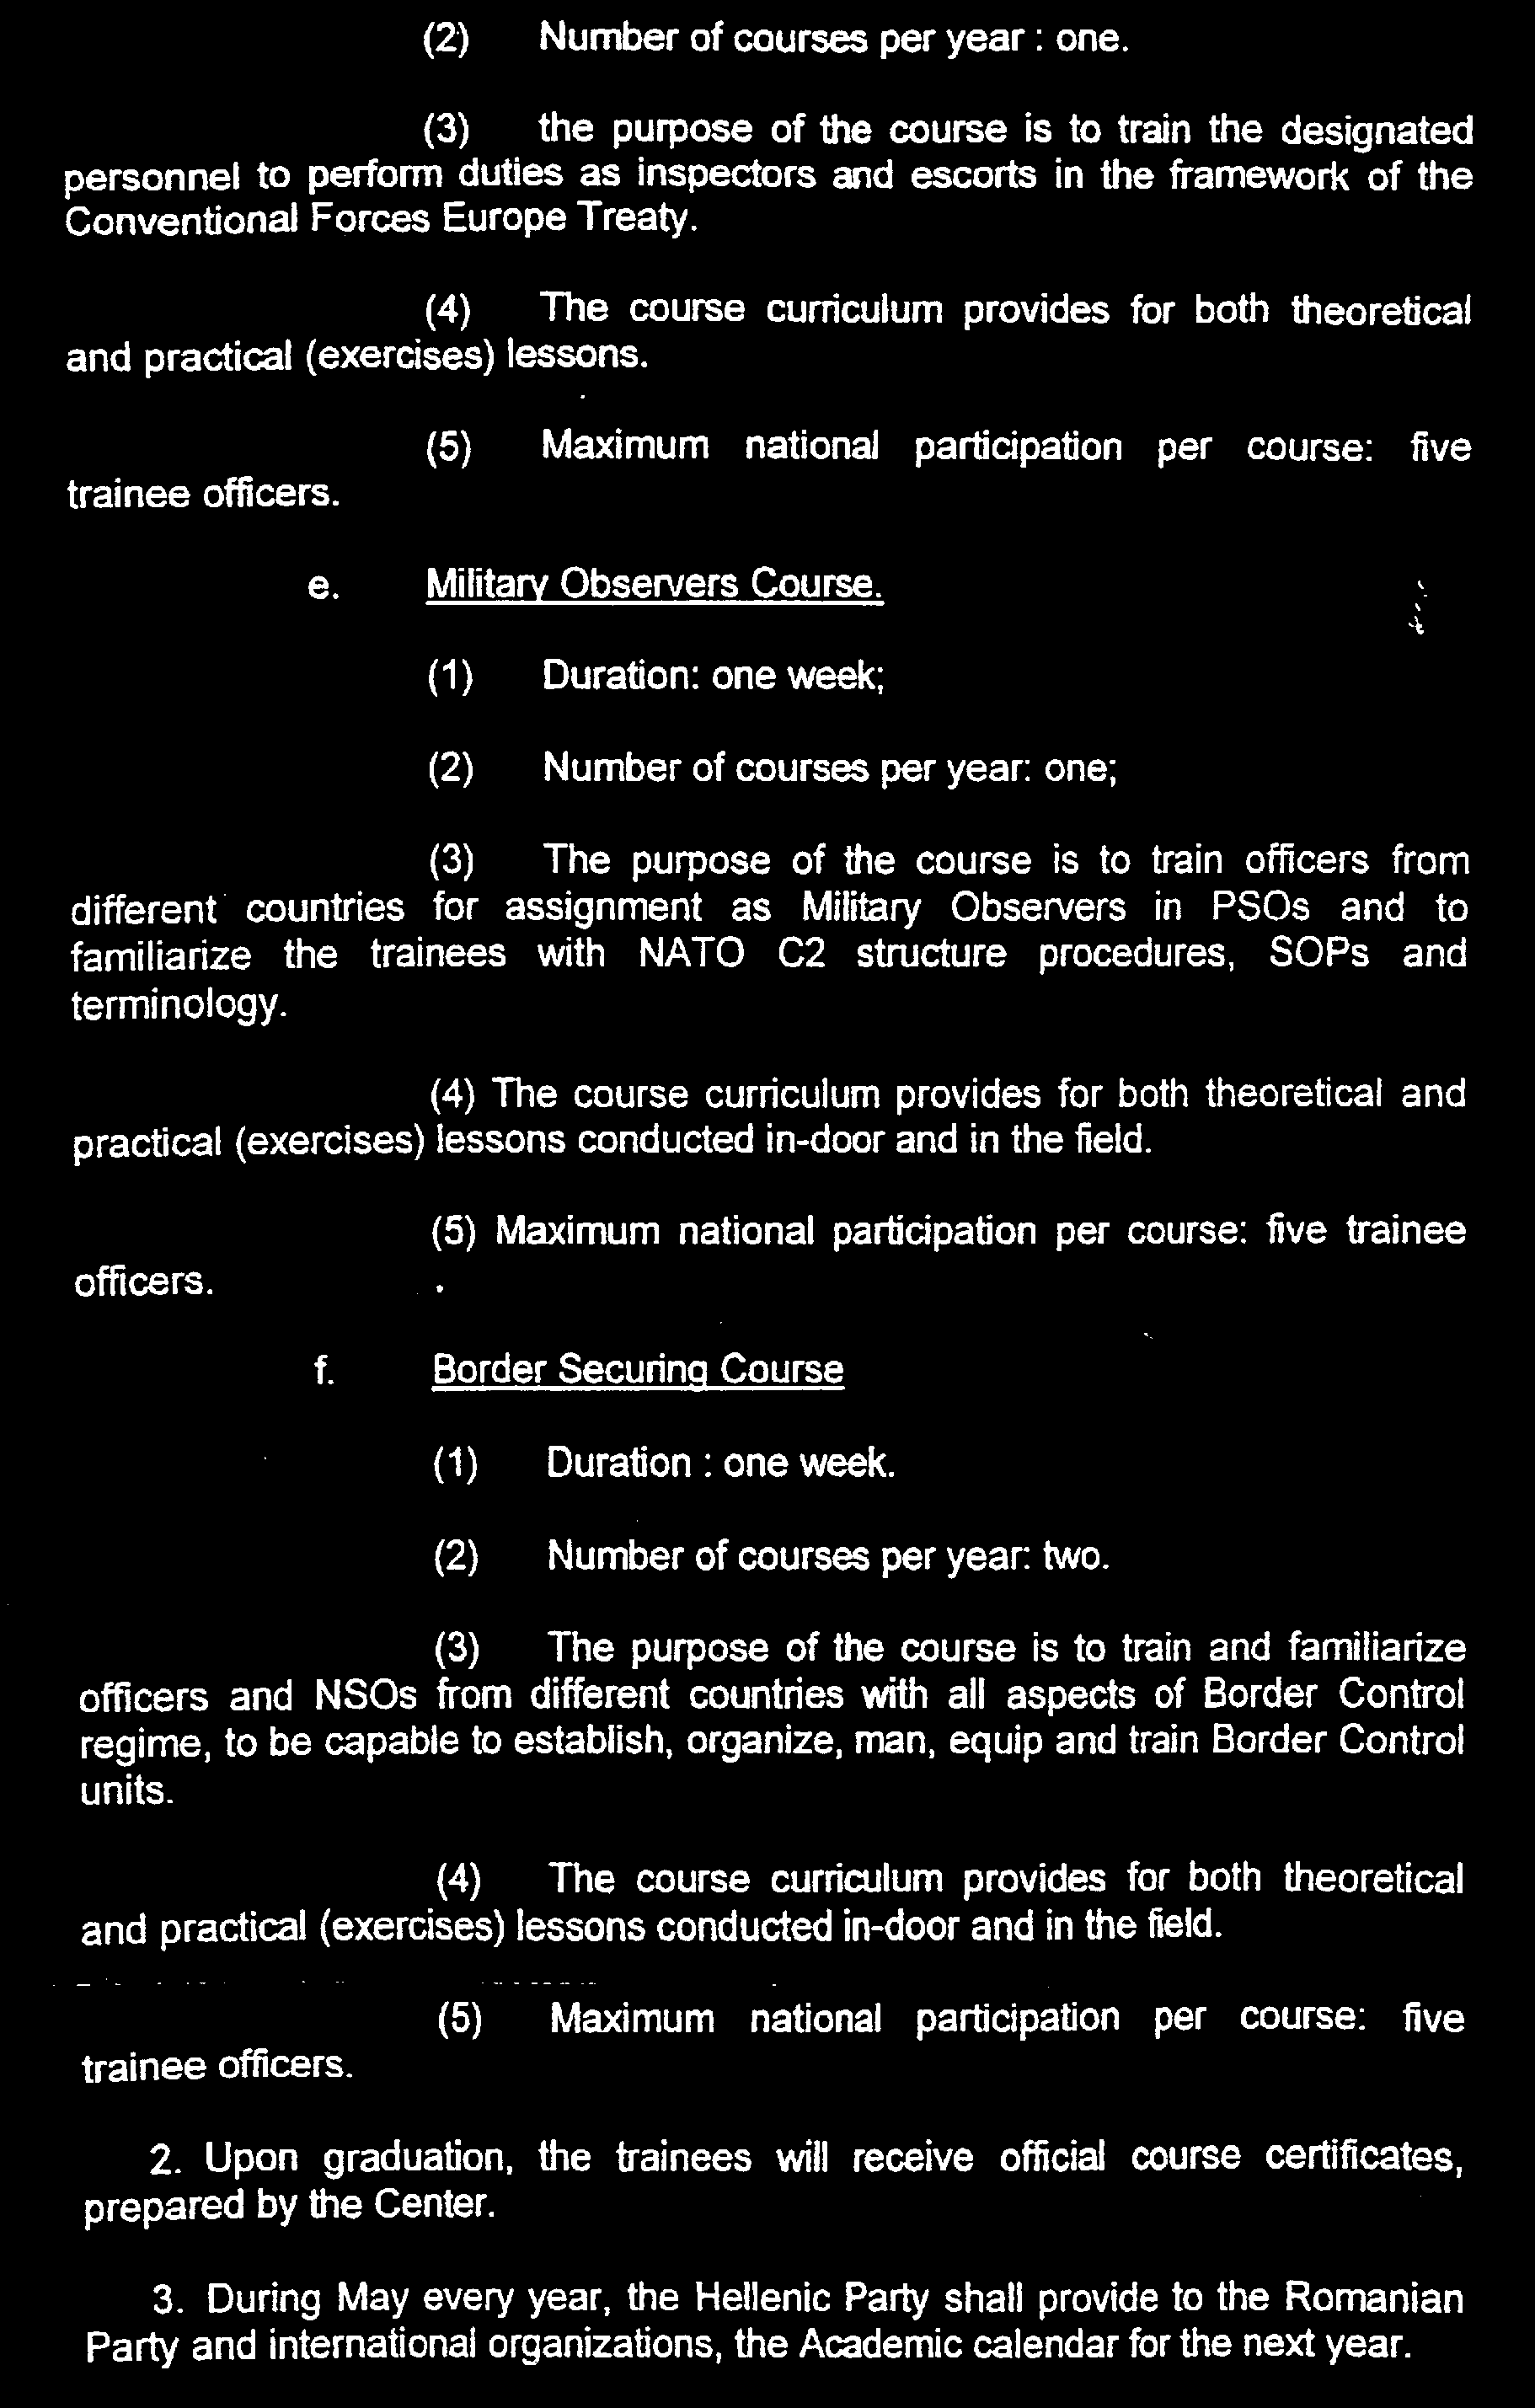 (2) Number of courses per year : one.
(3) the purpose of the course is to train the designated
personnel to perform duties as inspectors and escorts in the framework of the
Conventional Forces Europe Treaty.
(4) The course curriculum provides for both theoretical
and practical (exercises) lessons.
(5) Maximum national participation per course: five
trainee officers.
e. Military Observers Course.
(1) Duration: one week;
(2) Number of courses per year: one;
(3) The purpose of the course is to train officers from
different countries for assignment as Military Observers in PSOs and to
familiarize the trainees with NATO C2 structure procedures, SOPs and
terminology.
(4) The course curriculum provides for both theoretical and
practical (exercises) lessons conducted in-door and in the field.
(5) Maximum national participation per course: five trainee
officers.
f. Border Securing Course
(1) Duration : one week.
(2) Number of courses per year: two.
(3) The purpose of the course is to train and familiarize
officers and NSOs from different countries with all aspects of Border Control
regime, to be capable to establish, organize, man, equip and train Border Control
units.
(4) The course curriculum provides for both theoretical
and practical (exercises) lessons conducted in-door and in the field.
(5) Maximum national participation per course: five
trainee officers.
2. Upon graduation, the trainees will receive official course certificates,
prepared by the Center.
3. During May every year, the Hellenic Party shall provide to the Romanian
Party and international organizations, the Academic calendar for the next year.